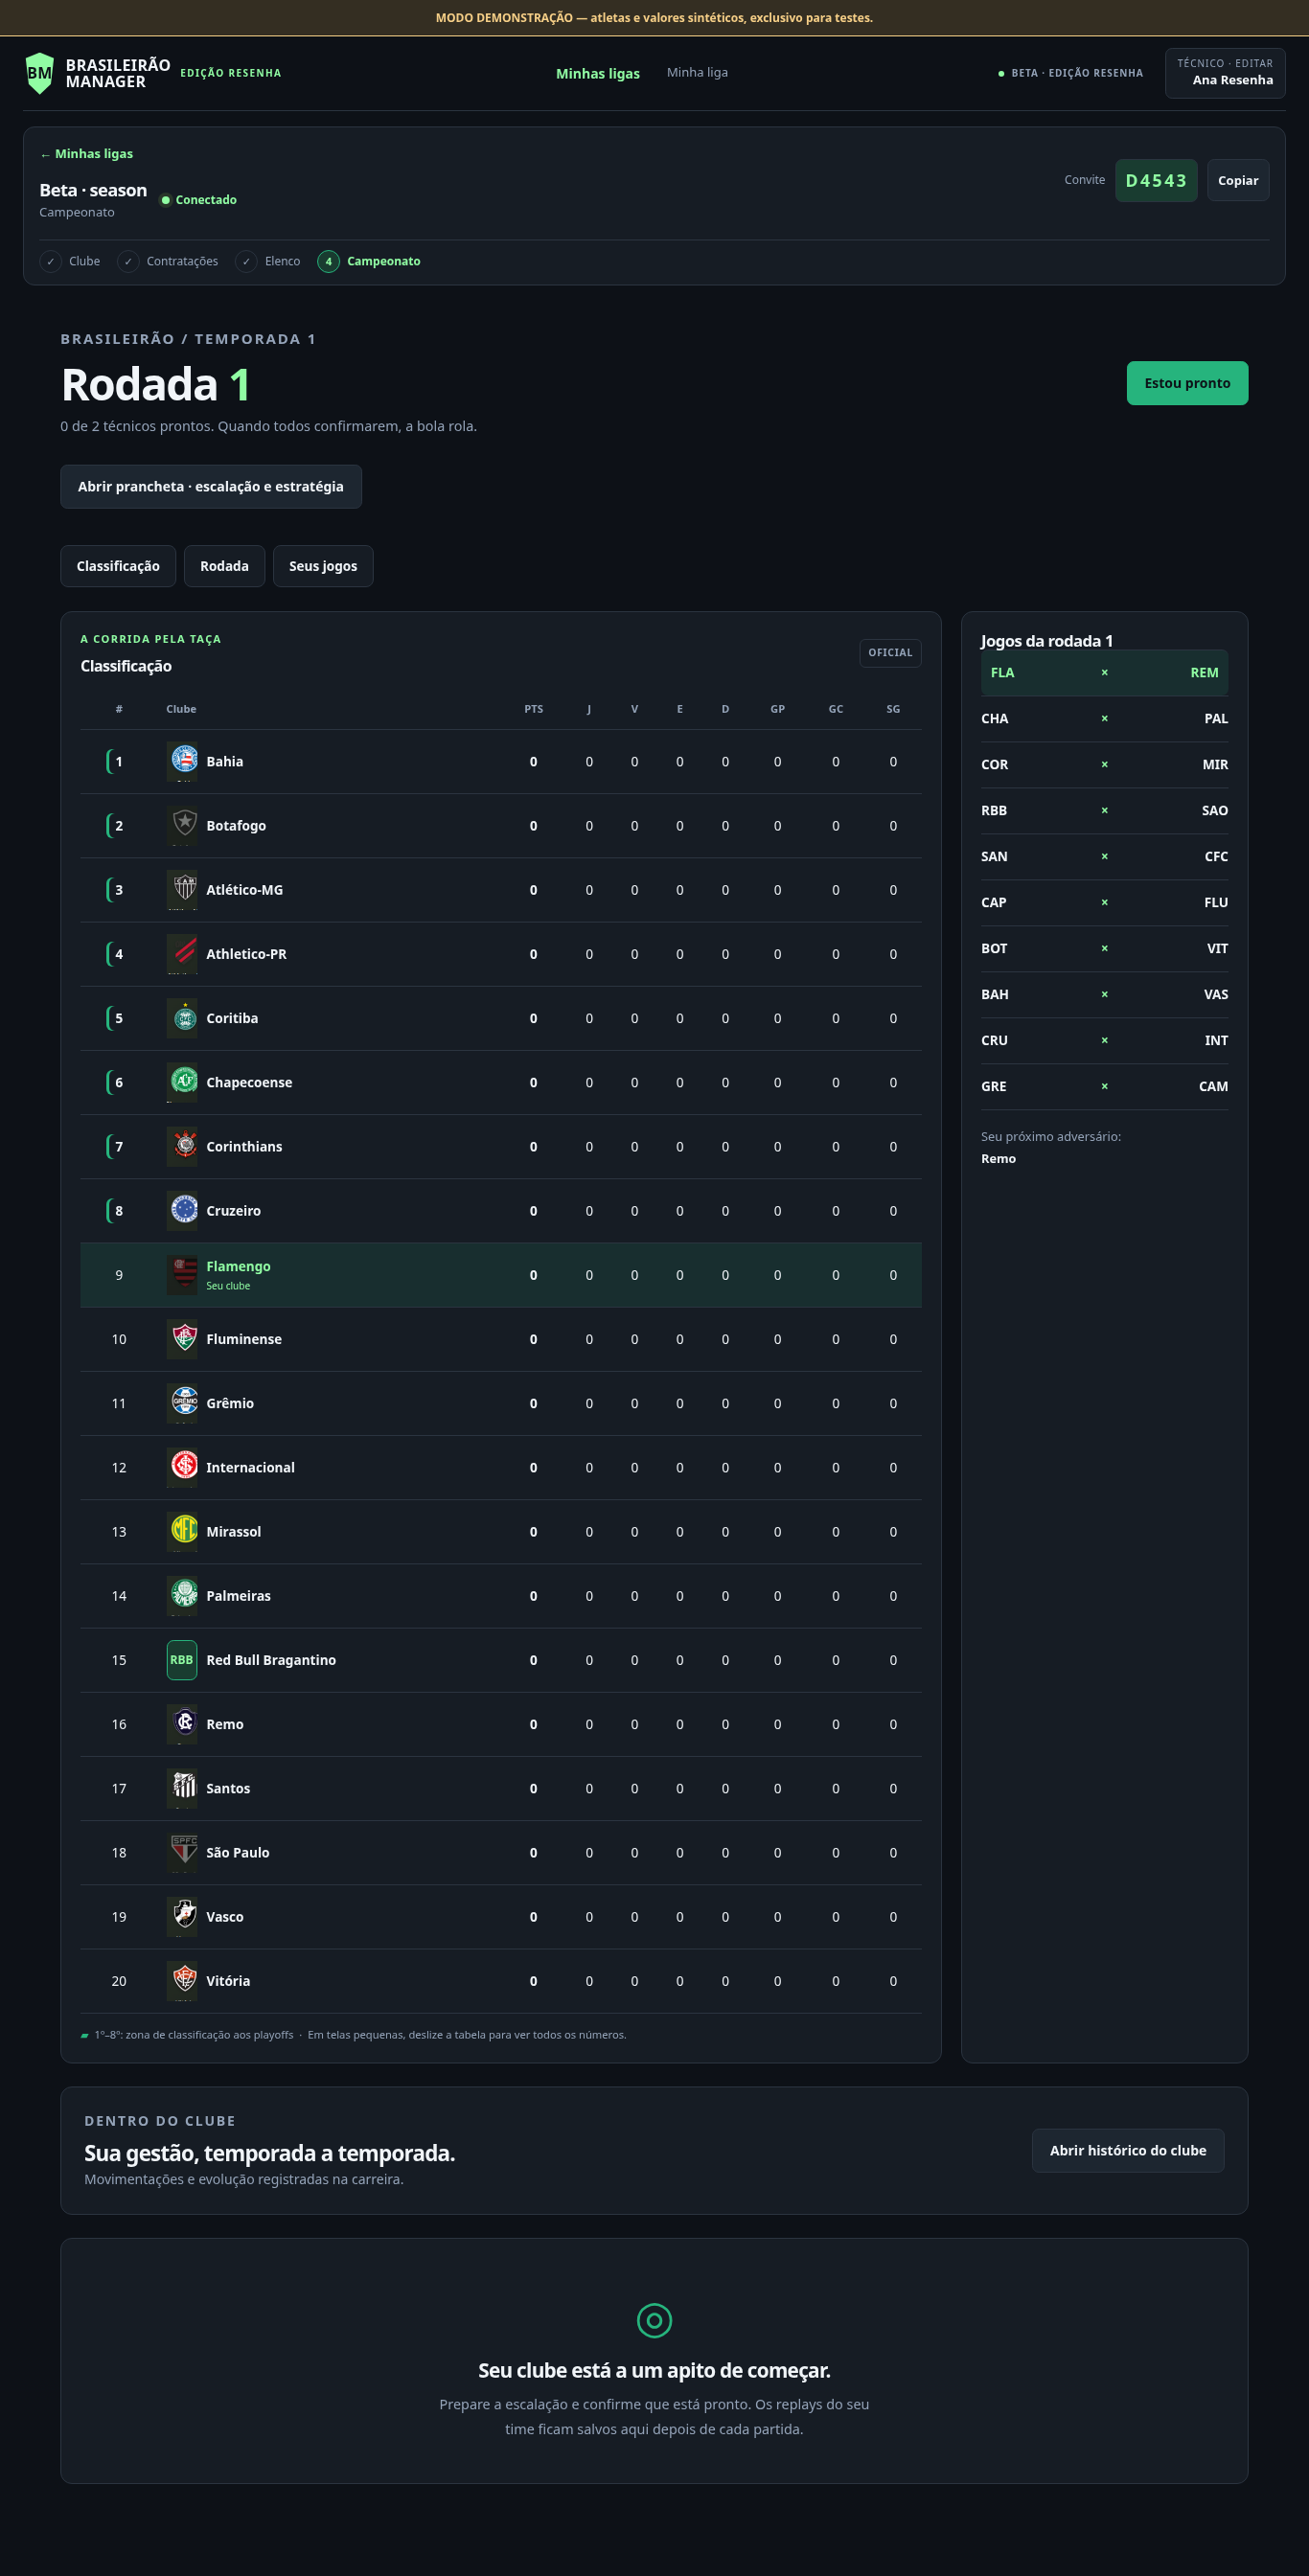 MODO DEMONSTRAÇÃO — atletas e valores sintéticos, exclusivo para testes.
BM
BRASILEIRÃO
MANAGER
EDIÇÃO RESENHA
Minhas ligas
Minha liga
BETA · EDIÇÃO RESENHA
TÉCNICO · EDITAR
Ana Resenha
← Minhas ligas
Beta · season
Campeonato
Conectado
Convite
D4543
Copiar
✓ Clube
✓ Contratações
✓ Elenco
4 Campeonato
BRASILEIRÃO / TEMPORADA 1
Rodada 1
0 de 2 técnicos prontos. Quando todos confirmarem, a bola rola.
Estou pronto
Abrir prancheta · escalação e estratégia
Classificação
Rodada
Seus jogos
A CORRIDA PELA TAÇA
Classificação
OFICIAL
# Clube PTS J V E D GP GC SG
1 Bahia 0 0 0 0 0 0 0 0
2 Botafogo 0 0 0 0 0 0 0 0
3 Atlético-MG 0 0 0 0 0 0 0 0
4 Athletico-PR 0 0 0 0 0 0 0 0
5 Coritiba 0 0 0 0 0 0 0 0
6 Chapecoense 0 0 0 0 0 0 0 0
7 Corinthians 0 0 0 0 0 0 0 0
8 Cruzeiro 0 0 0 0 0 0 0 0
9 Flamengo 0 0 0 0 0 0 0 0
Seu clube
10 Fluminense 0 0 0 0 0 0 0 0
11 Grêmio 0 0 0 0 0 0 0 0
12 Internacional 0 0 0 0 0 0 0 0
13 Mirassol 0 0 0 0 0 0 0 0
14 Palmeiras 0 0 0 0 0 0 0 0
15 RBB Red Bull Bragantino 0 0 0 0 0 0 0 0
16 Remo 0 0 0 0 0 0 0 0
17 Santos 0 0 0 0 0 0 0 0
18 São Paulo 0 0 0 0 0 0 0 0
19 Vasco 0 0 0 0 0 0 0 0
20 Vitória 0 0 0 0 0 0 0 0
1º–8º: zona de classificação aos playoffs · Em telas pequenas, deslize a tabela para ver todos os números.
Jogos da rodada 1
FLA × REM
CHA × PAL
COR × MIR
RBB × SAO
SAN × CFC
CAP × FLU
BOT × VIT
BAH × VAS
CRU × INT
GRE × CAM
Seu próximo adversário:
Remo
DENTRO DO CLUBE
Sua gestão, temporada a temporada.
Movimentações e evolução registradas na carreira.
Abrir histórico do clube
Seu clube está a um apito de começar.
Prepare a escalação e confirme que está pronto. Os replays do seu
time ficam salvos aqui depois de cada partida.